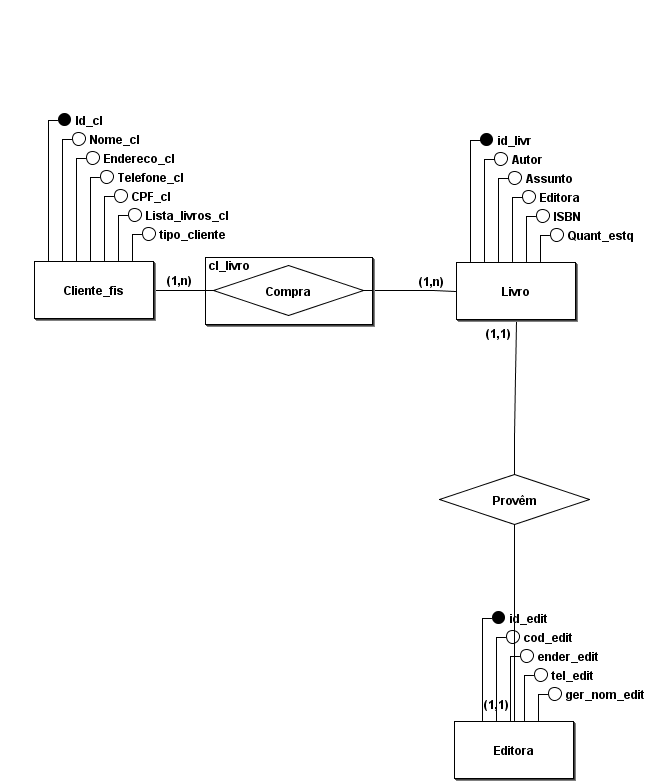 Id_cl
Nome_cl
Endereco_cl
Telefone_cl
CPF_cl
Lista_livros_cl
tipo_cliente
Cliente_fis
(1,n)
cl_livro
Compra
(1,n)
id_livr
Autor
Assunto
Editora
ISBN
Quant_estq
Livro
(1,1)
Provêm
id_edit
cod_edit
ender_edit
tel_edit
ger_nom_edit
(1,1)
Editora